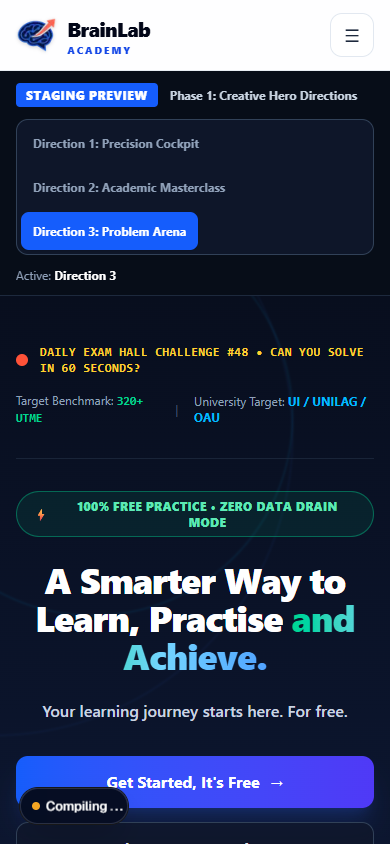 BrainLab
ACADEMY
STAGING PREVIEW
Phase 1: Creative Hero Directions
Direction 1: Precision Cockpit
Direction 2: Academic Masterclass
Direction 3: Problem Arena
Active: Direction 3
DAILY EXAM HALL CHALLENGE #48 • CAN YOU SOLVE
IN 60 SECONDS?
Target Benchmark: 320+
UTME
|
University Target: UI / UNILAG /
OAU
100% FREE PRACTICE • ZERO DATA DRAIN
MODE
A Smarter Way to
Learn, Practise and
Achieve.
Your learning journey starts here. For free.
Get Started, It's Free →
Compiling...